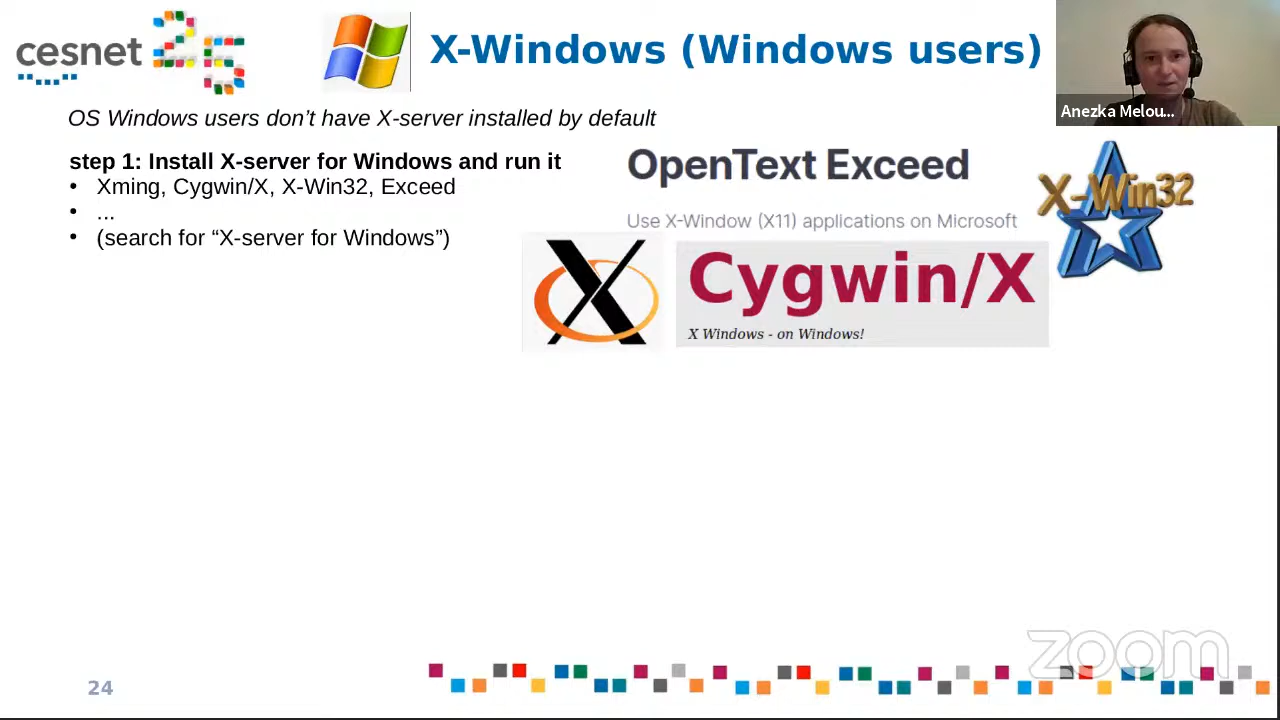 cesnet
25
X-Windows (Windows users)
Anezka Melou...
OS Windows users don’t have X-server installed by default
step 1: Install X-server for Windows and run it
• Xming, Cygwin/X, X-Win32, Exceed
• ...
• (search for “X-server for Windows”)
OpenText Exceed
Use X-Window (X11) applications on Microsoft
X-Win32
X
Cygwin/X
X Windows - on Windows!
zoom
24